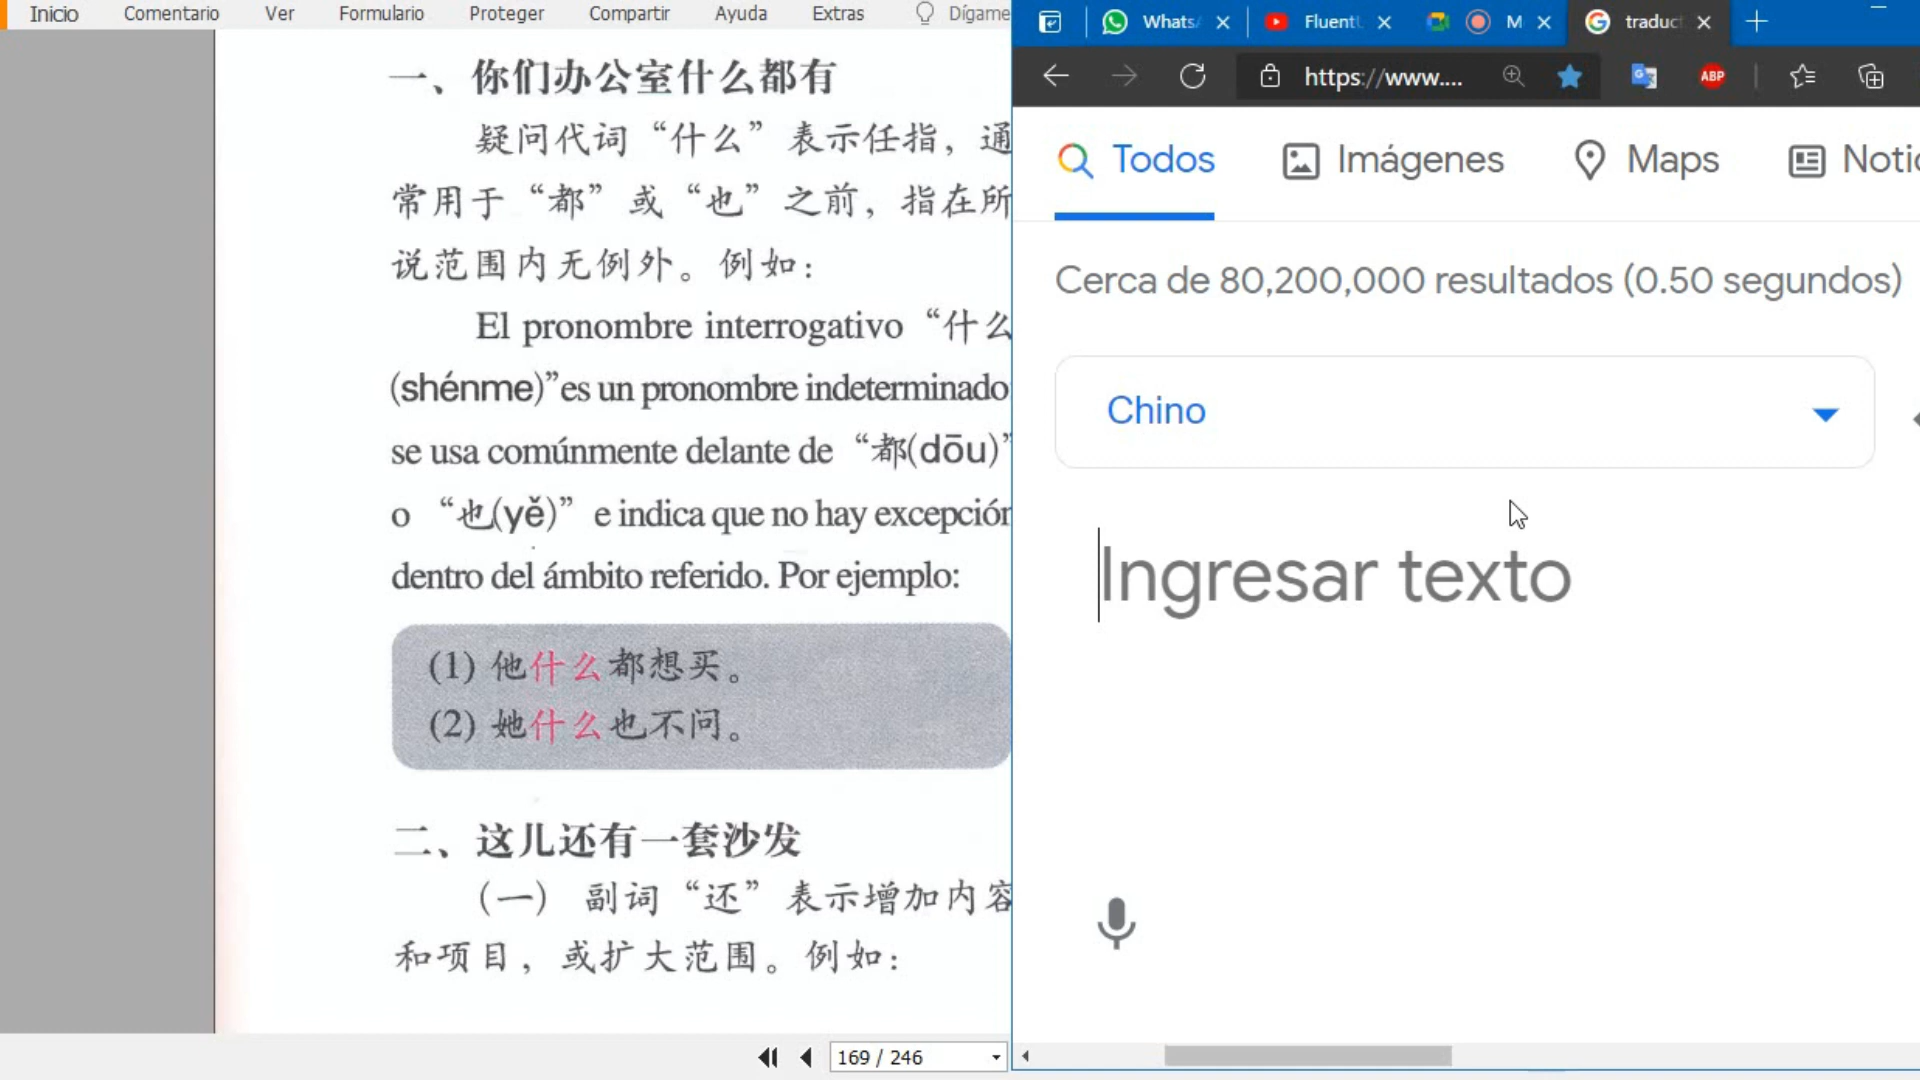 Inicio Comentario Ver Formulario Proteger Compartir Ayuda Extras Dígame
一、你们办公室什么都有
疑问代词“什么”表示任指，通
常用于“都”或“也”之前，指在所
说范围内无例外。例如：
El pronombre interrogativo “什么
(shénme)”es un pronombre indeterminado
se usa comúnmente delante de “都(dōu)”
o “也(yě)” e indica que no hay excepción
dentro del ámbito referido. Por ejemplo:
(1) 他什么都想买。
(2) 她什么也不问。
二、这儿还有一套沙发
（一） 副词“还”表示增加内容
和项目，或扩大范围。例如：
169 / 246
Whats FluentU M traduct
https://www.... ABP
Todos Imágenes Maps Notic
Cerca de 80,200,000 resultados (0.50 segundos)
Chino
Ingresar texto